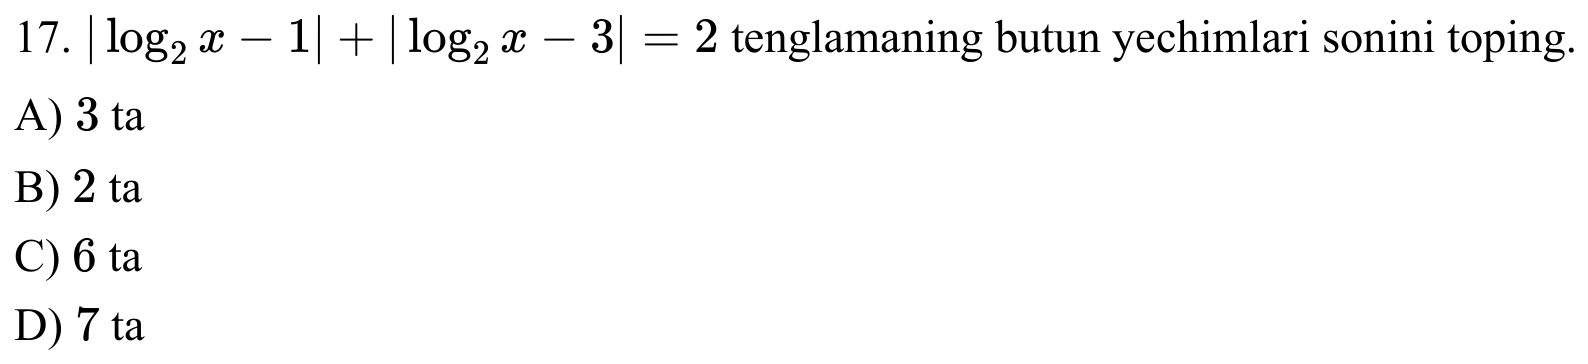 17. |log₂ x − 1| + |log₂ x − 3| = 2 tenglamaning butun yechimlari sonini toping.
A) 3 ta
B) 2 ta
C) 6 ta
D) 7 ta